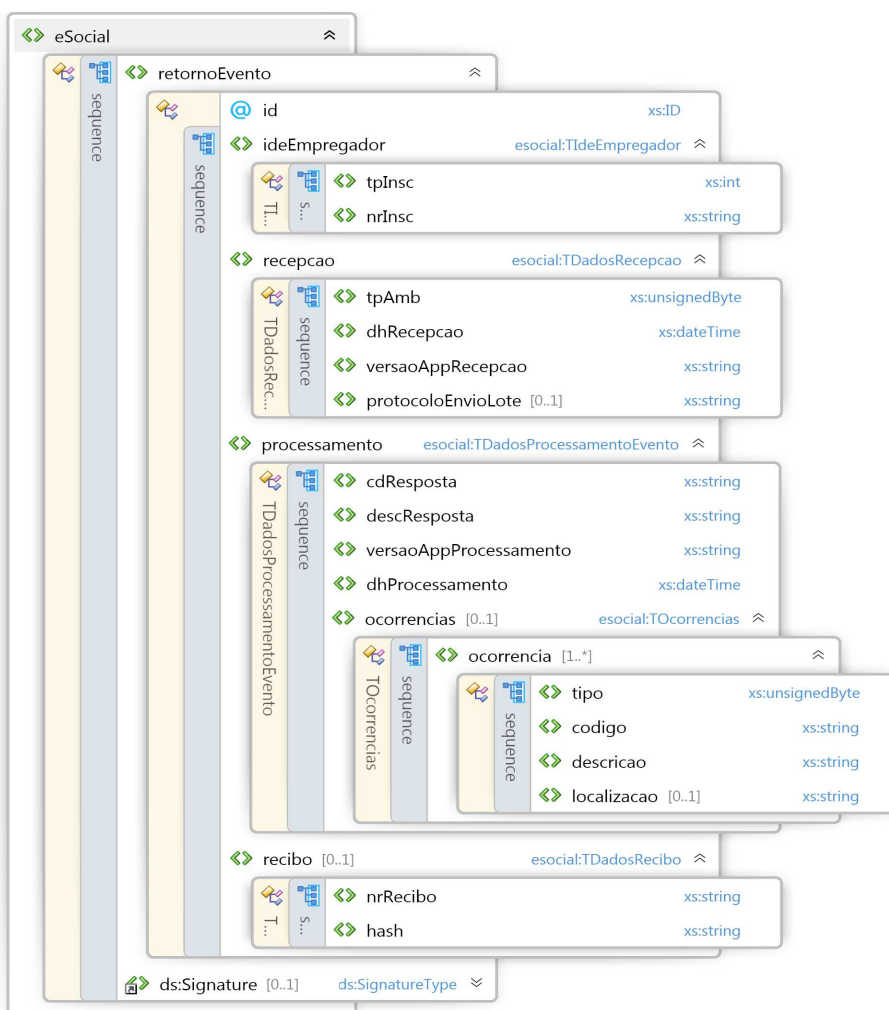 eSocial
sequence
retornoEvento
sequence
@ id xs:ID
ideEmpregador esocial:TIdeEmpregador
TI...
s...
tpInsc xs:int
nrInsc xs:string
recepcao esocial:TDadosRecepcao
TDadosRec...
sequence
tpAmb xs:unsignedByte
dhRecepcao xs:dateTime
versaoAppRecepcao xs:string
protocoloEnvioLote [0..1] xs:string
processamento esocial:TDadosProcessamentoEvento
TDadosProcessamentoEvento
sequence
cdResposta xs:string
descResposta xs:string
versaoAppProcessamento xs:string
dhProcessamento xs:dateTime
ocorrencias [0..1] esocial:TOcorrencias
TOcorrencias
sequence
ocorrencia [1..*]
sequence
tipo xs:unsignedByte
codigo xs:string
descricao xs:string
localizacao [0..1] xs:string
recibo [0..1] esocial:TDadosRecibo
T...
s...
nrRecibo xs:string
hash xs:string
ds:Signature [0..1] ds:SignatureType